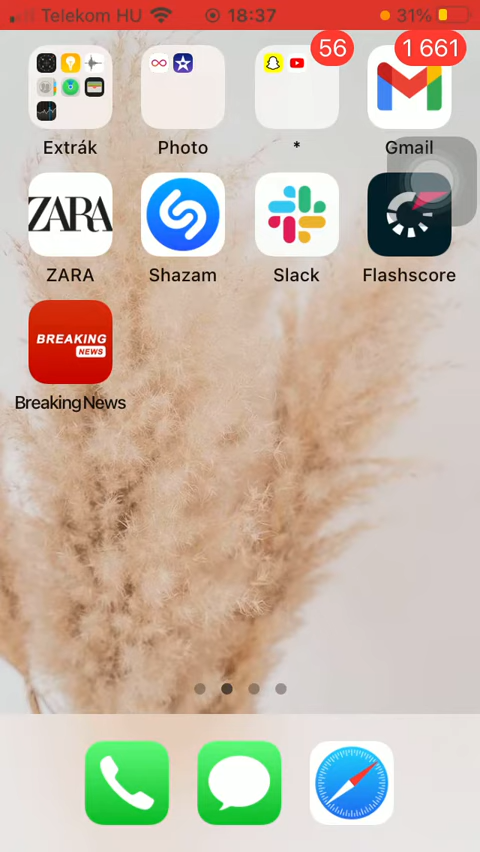 Telekom HU 18:37 31%
56 1 661
Extrák Photo * Gmail
ZARA
ZARA Shazam Slack Flashscore
BREAKING
NEWS
Breaking News